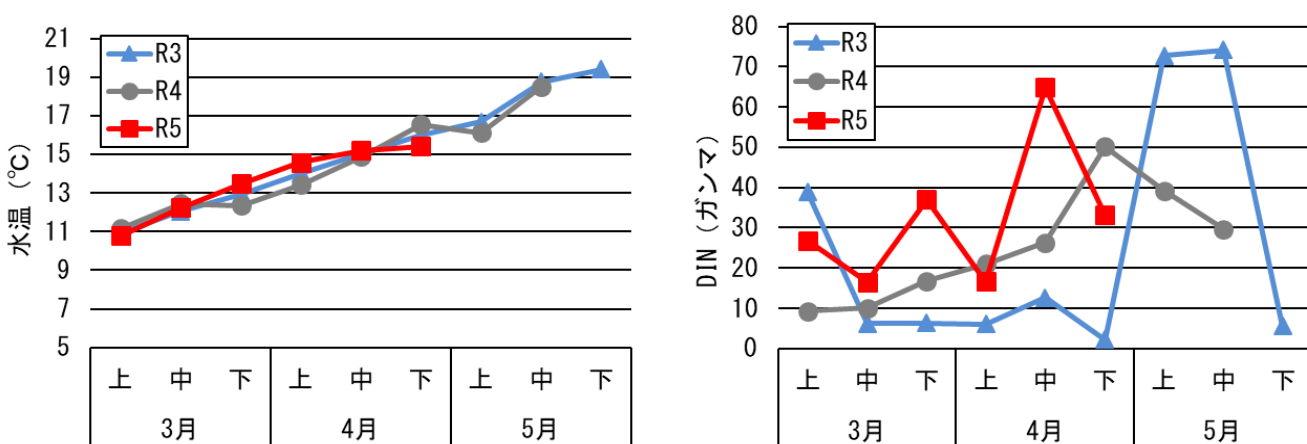 水温（℃）
21
19
17
15
13
11
9
7
5
R3
R4
R5
上 中 下 上 中 下 上 中 下
3月 4月 5月
DIN（ガンマ）
80
70
60
50
40
30
20
10
0
R3
R4
R5
上 中 下 上 中 下 上 中 下
3月 4月 5月